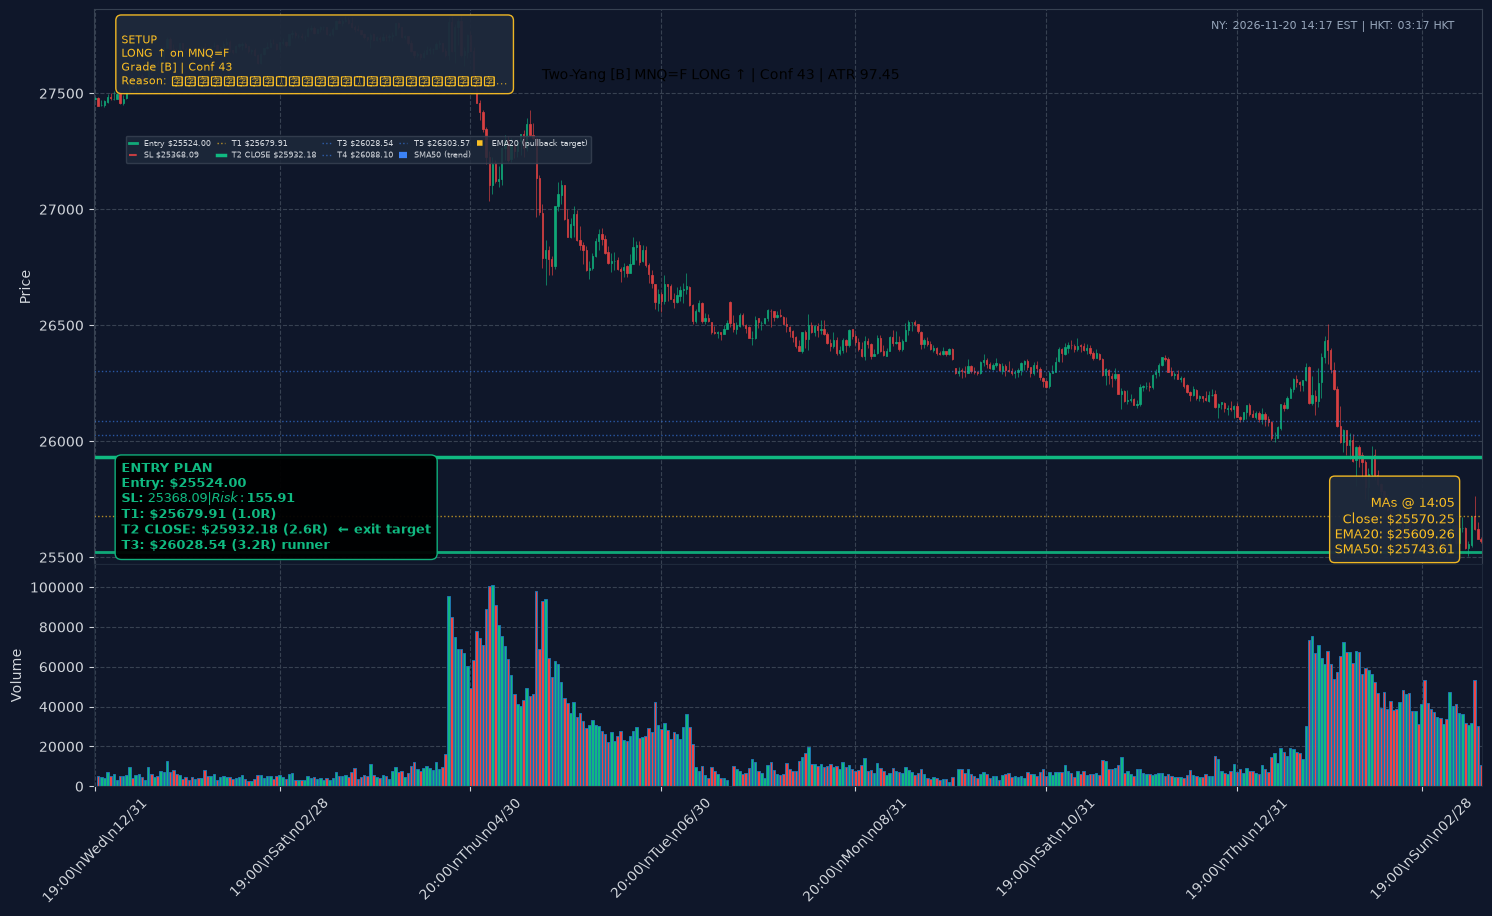 NY: 2026-11-20 14:17 EST | HKT: 03:17 HKT
SETUP
LONG ↑ on MNQ=F
Grade [B] | Conf 43
Reason:
...
Two-Yang [B] MNQ=F LONG ↑ | Conf 43 | ATR 97.45
Entry $25524.00
T1 $25679.91
T3 $26028.54
T5 $26303.57
EMA20 (pullback target)
SL $25368.09
T2 CLOSE $25932.18
T4 $26088.10
SMA50 (trend)
27500
27000
26500
26000
25500
Price
ENTRY PLAN
Entry: $25524.00
SL: 25368.09|Risk:155.91
T1: $25679.91 (1.0R)
T2 CLOSE: $25932.18 (2.6R) ← exit target
T3: $26028.54 (3.2R) runner
MAs @ 14:05
Close: $25570.25
EMA20: $25609.26
SMA50: $25743.61
100000
80000
60000
40000
20000
0
Volume
19:00\nWed\n12/31
19:00\nSat\n02/28
20:00\nThu\n04/30
20:00\nTue\n06/30
20:00\nMon\n08/31
19:00\nSat\n10/31
19:00\nThu\n12/31
19:00\nSun\n02/28